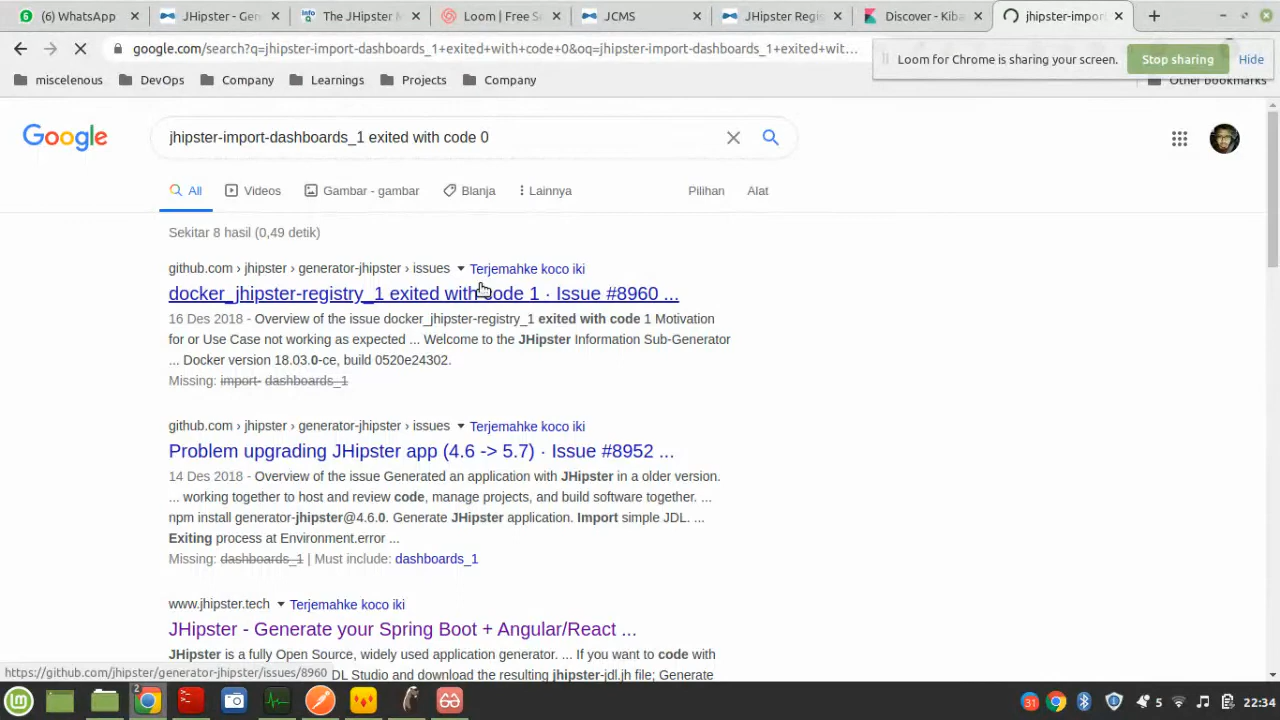 (6) WhatsApp
JHipster - Gen
The JHipster M
Loom | Free Sc
JCMS
JHipster Regis
Discover - Kiba
jhipster-impor
google.com/search?q=jhipster-import-dashboards_1+exited+with+code+0&oq=jhipster-import-dashboards_1+exited+wit...
Loom for Chrome is sharing your screen.
Stop sharing
Hide
miscelenous
DevOps
Company
Learnings
Projects
Company
Other bookmarks
Google
jhipster-import-dashboards_1 exited with code 0
All
Videos
Gambar - gambar
Blanja
Lainnya
Pilihan
Alat
Sekitar 8 hasil (0,49 detik)
github.com › jhipster › generator-jhipster › issues
Terjemahke koco iki
docker_jhipster-registry_1 exited with code 1 · Issue #8960 ...
16 Des 2018 - Overview of the issue docker_jhipster-registry_1 exited with code 1 Motivation
for or Use Case not working as expected ... Welcome to the JHipster Information Sub-Generator
... Docker version 18.03.0-ce, build 0520e24302.
Missing: import- dashboards_1
github.com › jhipster › generator-jhipster › issues
Terjemahke koco iki
Problem upgrading JHipster app (4.6 -> 5.7) · Issue #8952 ...
14 Des 2018 - Overview of the issue Generated an application with JHipster in a older version.
... working together to host and review code, manage projects, and build software together. ...
npm install generator-jhipster@4.6.0. Generate JHipster application. Import simple JDL. ...
Exiting process at Environment.error ...
Missing: dashboards_1 | Must include: dashboards_1
www.jhipster.tech
Terjemahke koco iki
JHipster - Generate your Spring Boot + Angular/React ...
JHipster is a fully Open Source, widely used application generator. ... If you want to code with
https://github.com/jhipster/generator-jhipster/issues/8960
DL Studio and download the resulting jhipster-jdl.jh file; Generate
2
31
5
22:34